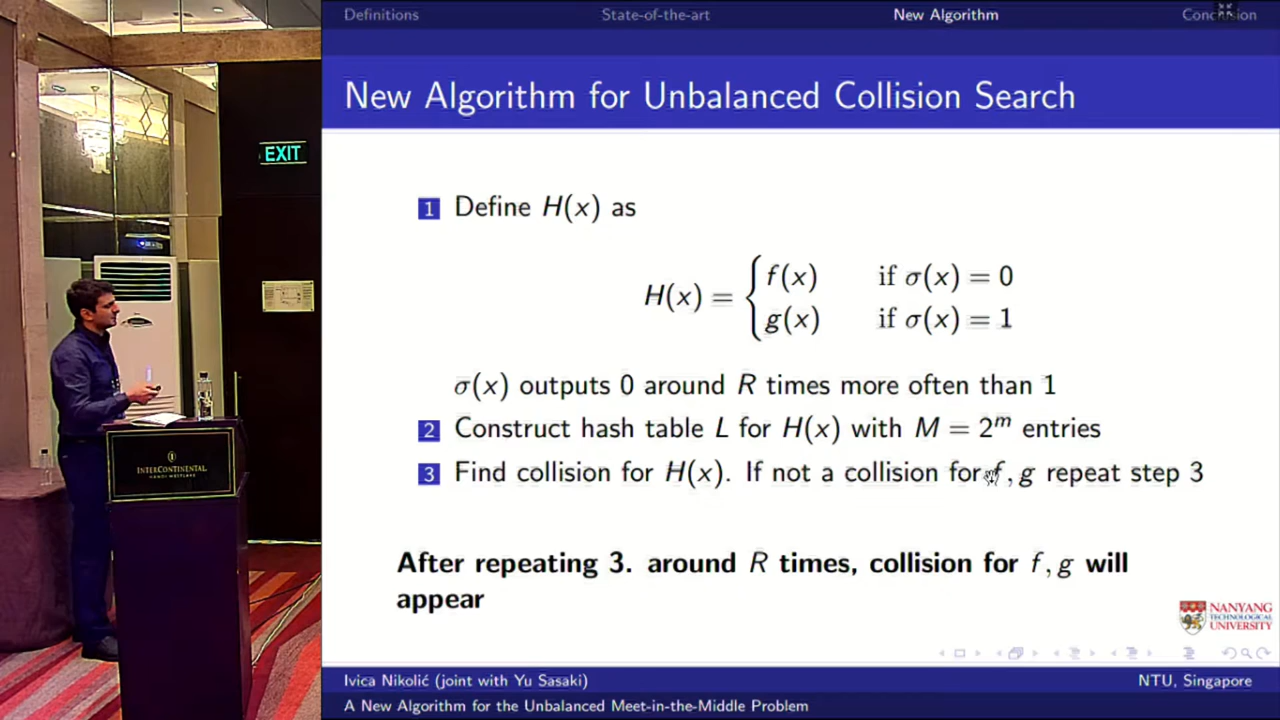 Definitions State-of-the-art New Algorithm Conclusion
New Algorithm for Unbalanced Collision Search
1 Define H(x) as
H(x) = { f(x) if σ(x) = 0
g(x) if σ(x) = 1
σ(x) outputs 0 around R times more often than 1
2 Construct hash table L for H(x) with M = 2^m entries
3 Find collision for H(x). If not a collision for f, g repeat step 3
After repeating 3. around R times, collision for f, g will
appear
NANYANG
TECHNOLOGICAL
UNIVERSITY
Ivica Nikolić (joint with Yu Sasaki) NTU, Singapore
A New Algorithm for the Unbalanced Meet-in-the-Middle Problem
EXIT
INTERCONTINENTAL
HANOI WESTLAKE